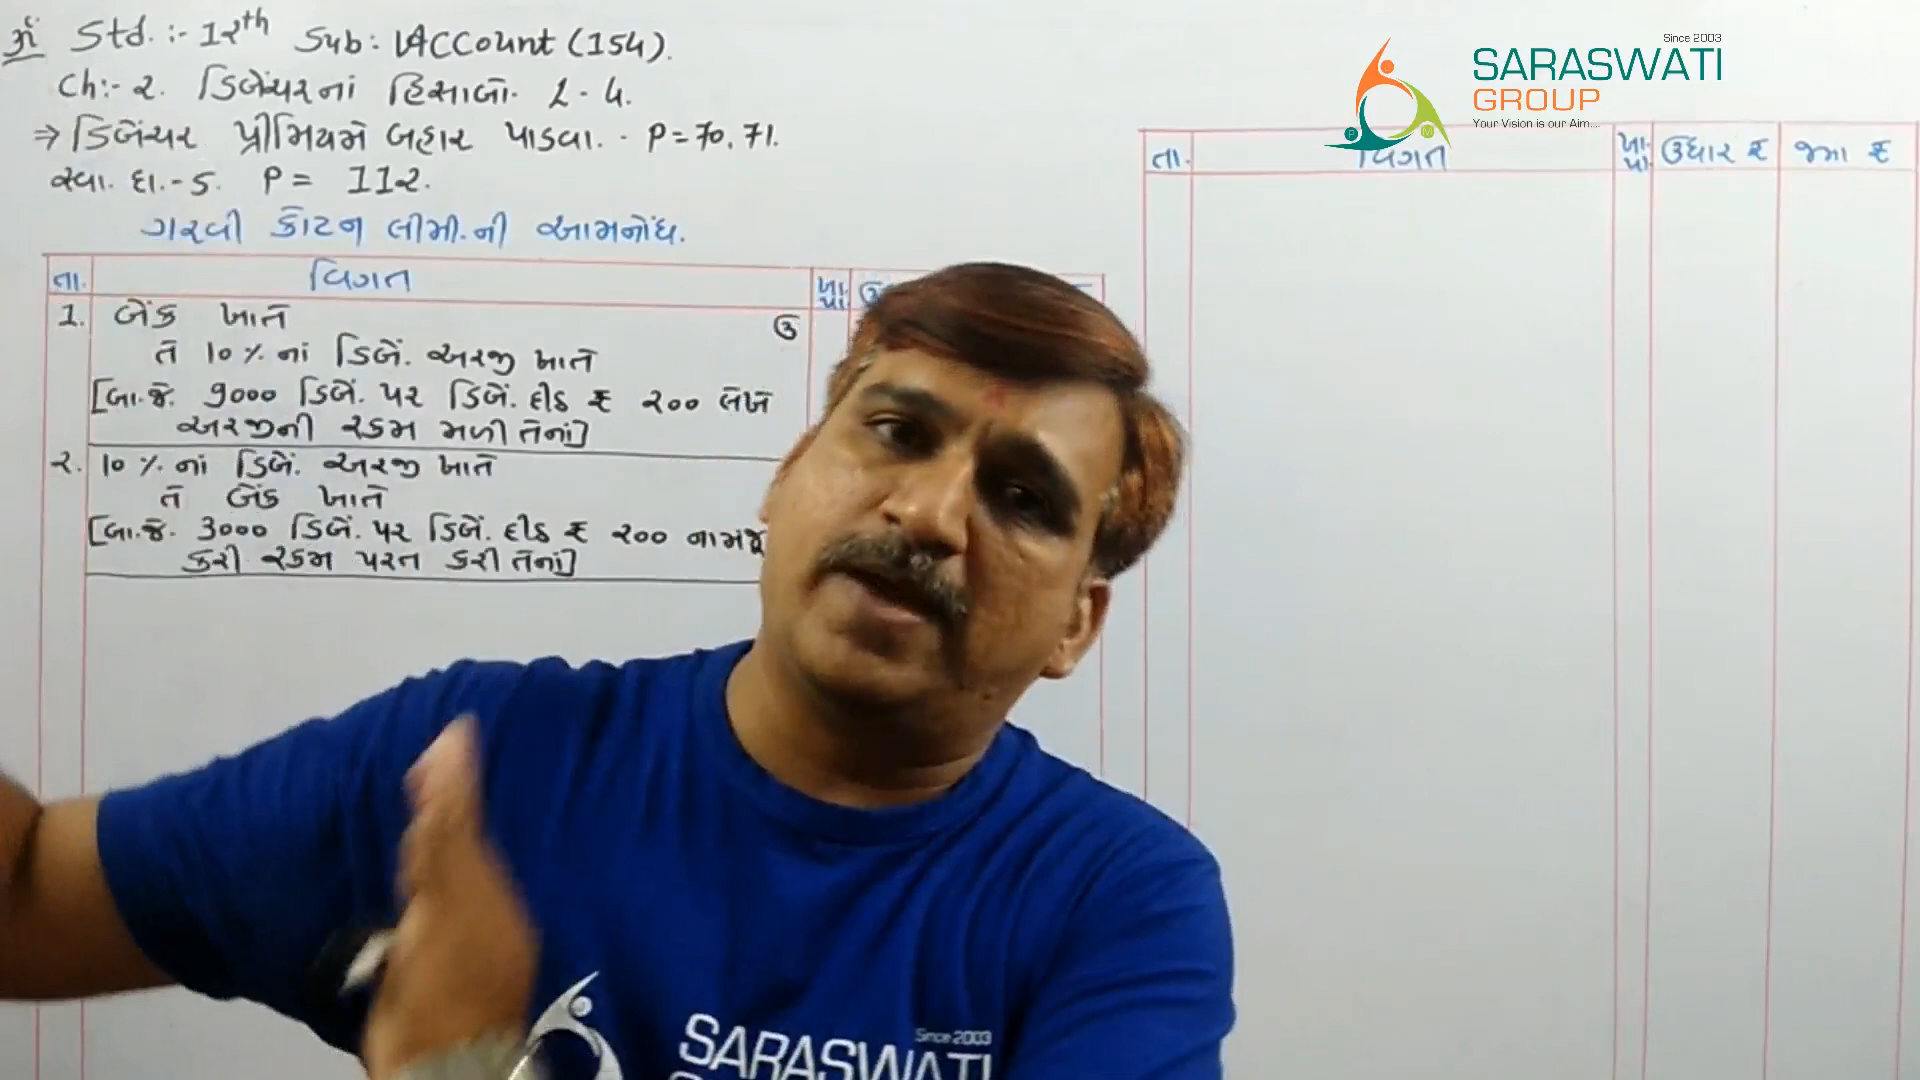 ૐ Std. :- 12th Sub : Account (154).
Ch :- 2. ડિબેંચરનાં હિસાબો. L - 4.
⇒ ડિબેંચર પ્રીમિયમે બહાર પાડવા. - P = 70, 71.
સ્વા. દા. - 5. P = 112.
ગરવી કોટન લીમી. ની આમનોંધ.
તા. વિગત ખા. પા.
1. બેંક ખાતે ઉ
તે 10 % નાં ડિબેં. અરજી ખાતે
[બા.જે. 9000 ડિબેં. પર ડિબેં. દીઠ ₹ 200 લેખે
અરજીની રકમ મળી તેનાં]
2. 10 % નાં ડિબેં. અરજી ખાતે
તે બેંક ખાતે
[બા.જે. 3000 ડિબેં. પર ડિબેં. દીઠ ₹ 200
કરી રકમ પરત કરી તેનાં]
તા. વિગત ખા. પા. ઉધાર ₹ જમા ₹
Since 2003
SARASWATI
GROUP
Your Vision is our Aim....
P M
Since 2003
SARASWATI